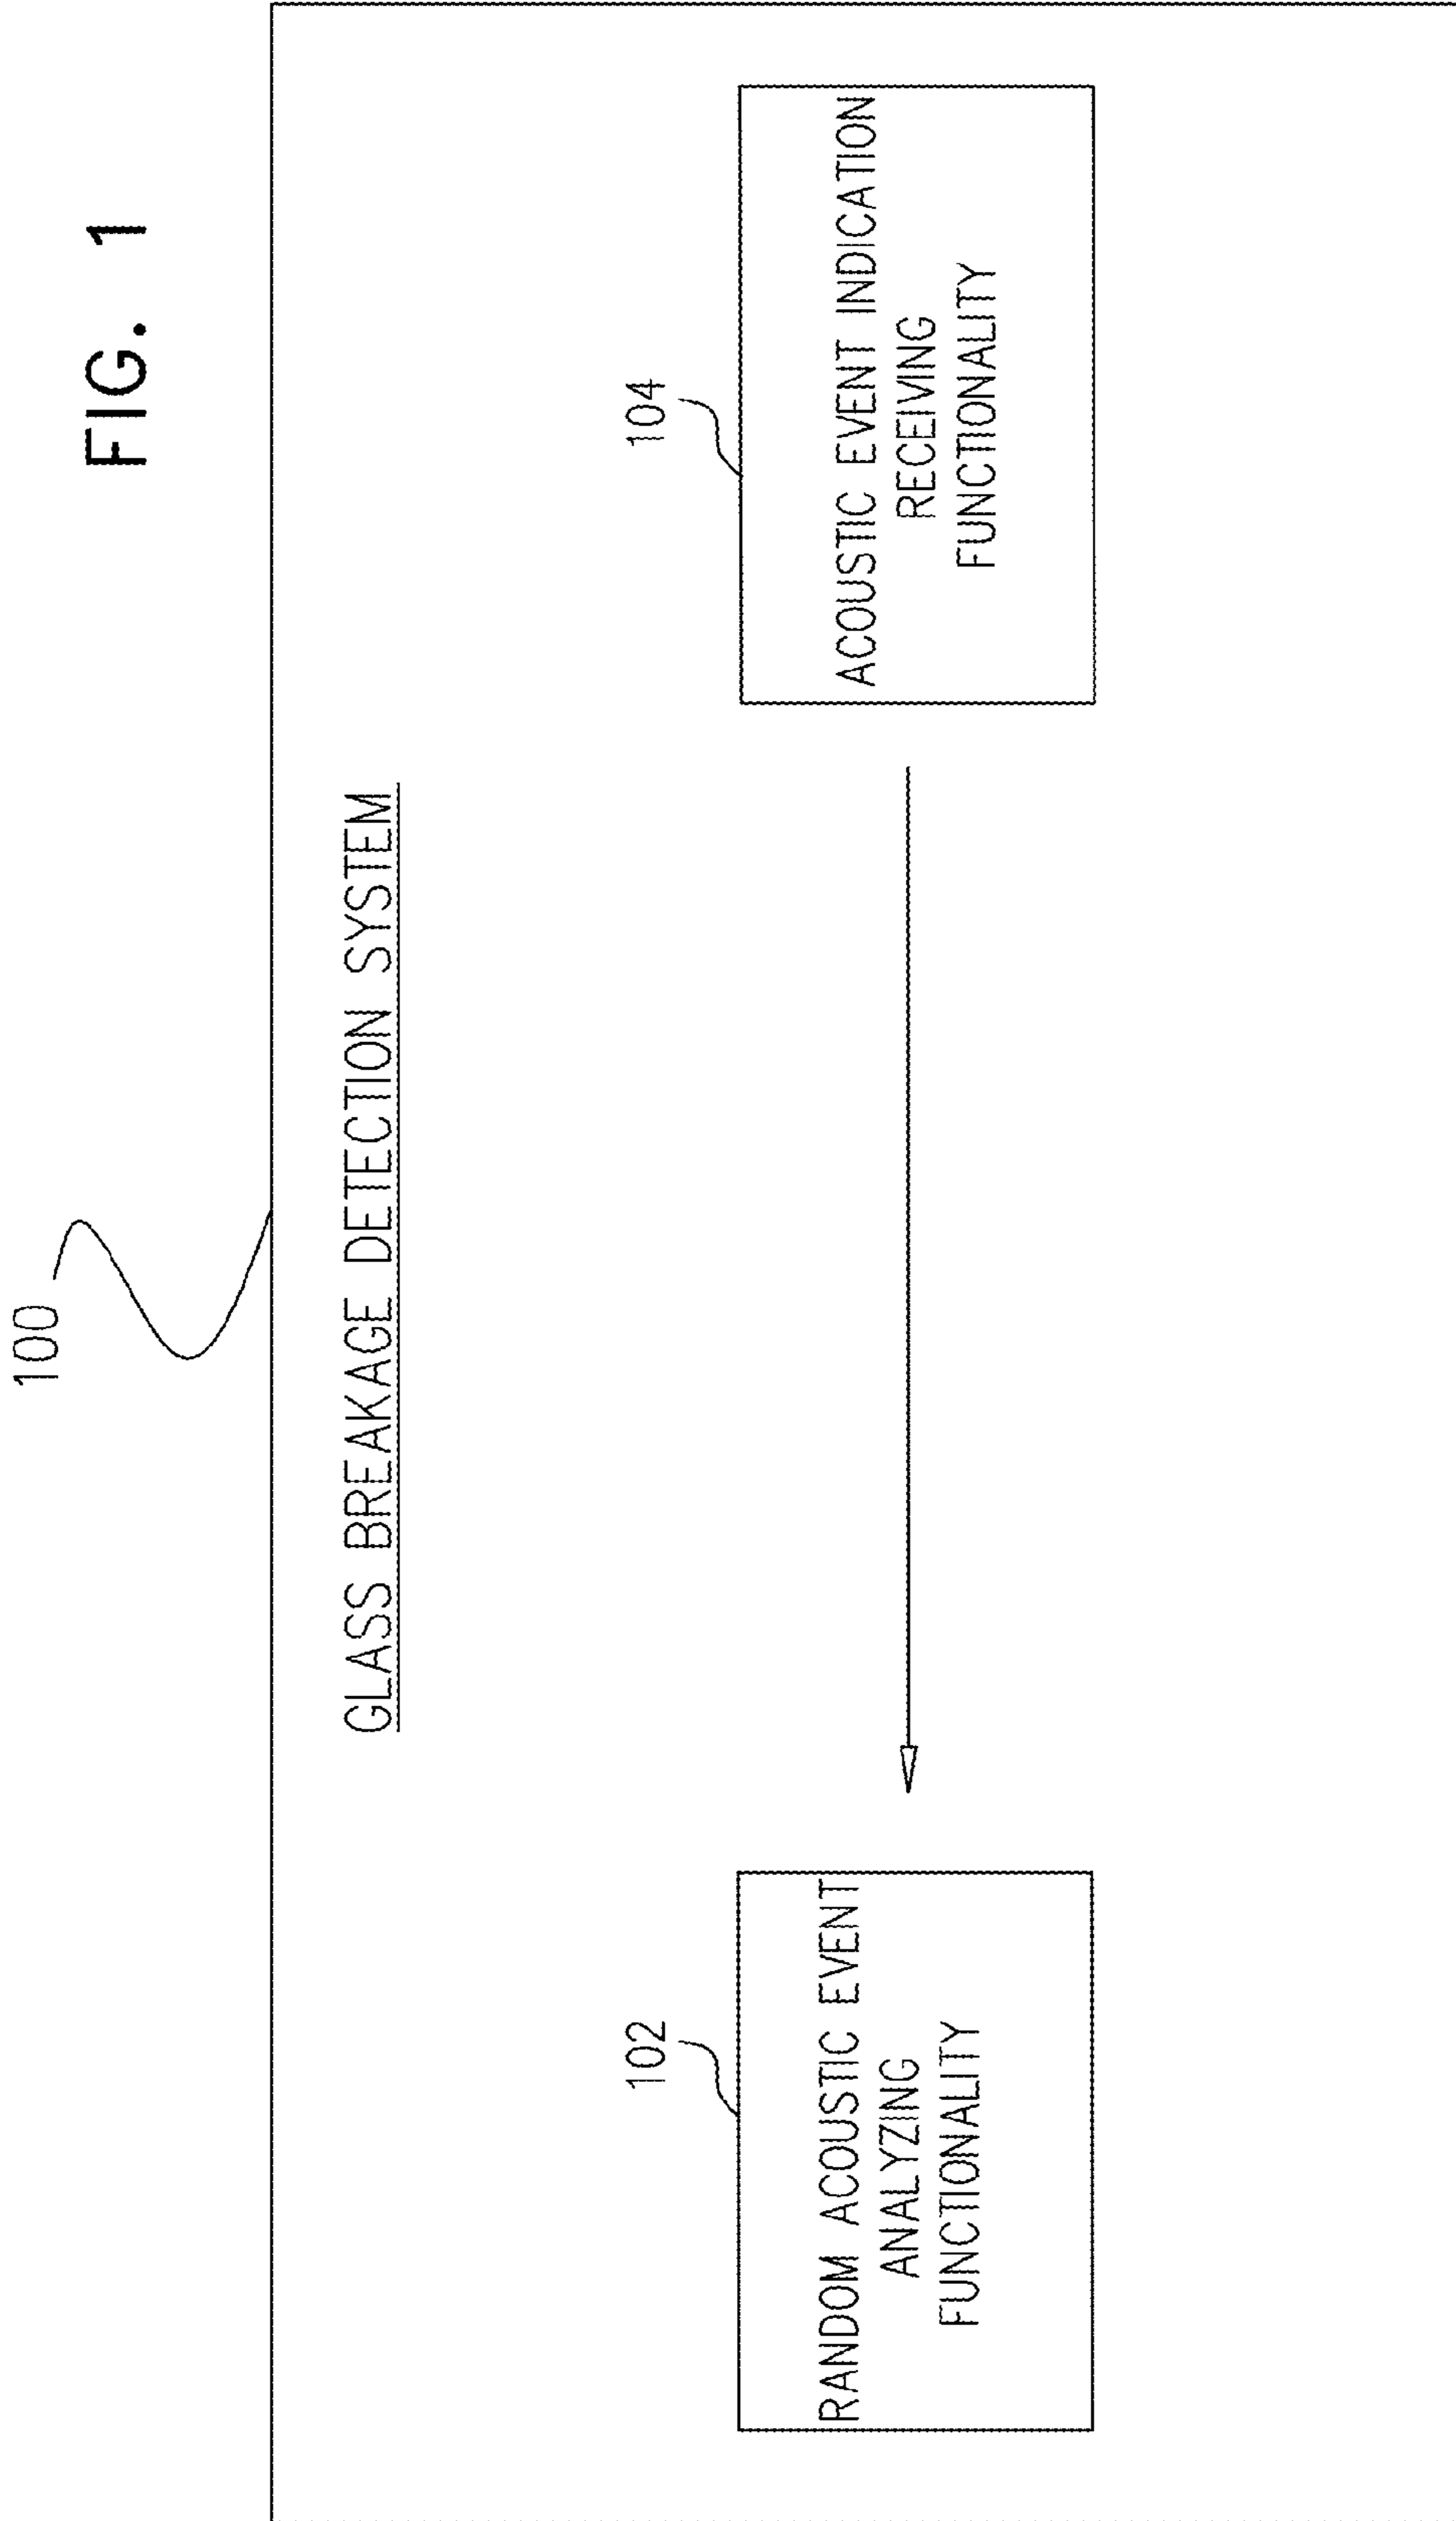 FIG. 1
100
GLASS BREAKAGE DETECTION SYSTEM
102
RANDOM ACOUSTIC EVENT
ANALYZING
FUNCTIONALITY
104
ACOUSTIC EVENT INDICATION
RECEIVING
FUNCTIONALITY